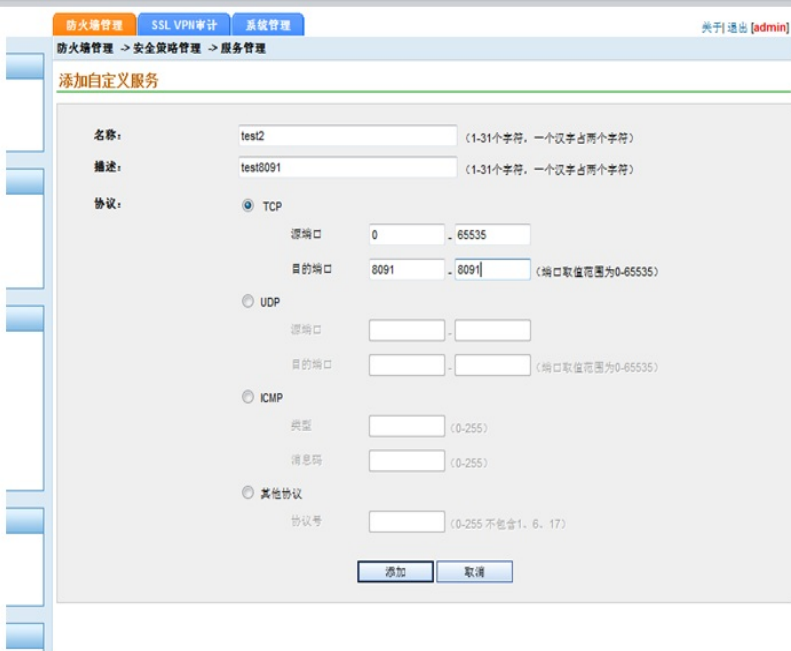 防火墙管理 SSL VPN审计 系统管理 关于| 退出 [admin]
防火墙管理 -> 安全策略管理 -> 服务管理
添加自定义服务
名称： test2 （1-31个字符，一个汉字占两个字符）
描述： test8091 （1-31个字符，一个汉字占两个字符）
协议： TCP
源端口 0 - 65535
目的端口 8091 - 8091 （端口取值范围为0-65535）
UDP
源端口 -
目的端口 - （端口取值范围为0-65535）
ICMP
类型 （0-255）
消息码 （0-255）
其他协议
协议号 （0-255 不包含1、6、17）
添加 取消